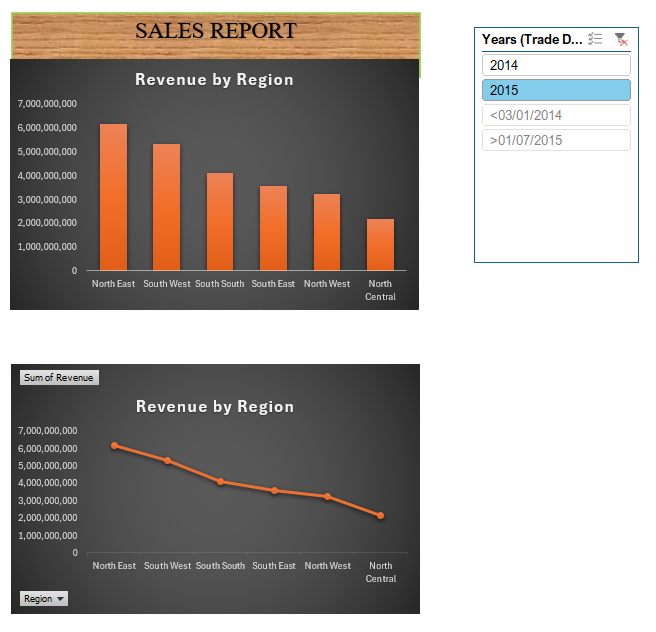 SALES REPORT
Revenue by Region
7,000,000,000
6,000,000,000
5,000,000,000
4,000,000,000
3,000,000,000
2,000,000,000
1,000,000,000
0
North East South West South South South East North West North
Central
Years (Trade D...
2014
2015
<03/01/2014
>01/07/2015
Sum of Revenue
Revenue by Region
7,000,000,000
6,000,000,000
5,000,000,000
4,000,000,000
3,000,000,000
2,000,000,000
1,000,000,000
0
North East South West South South South East North West North
Central
Region